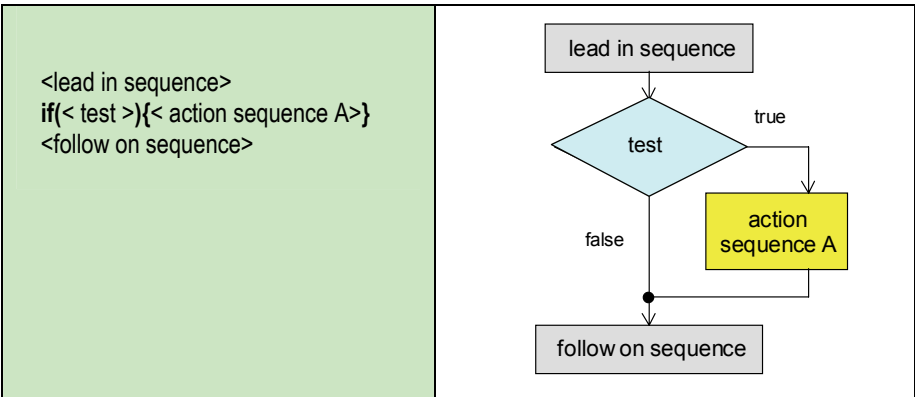 <lead in sequence>
if(< test >){< action sequence A>}
<follow on sequence>
lead in sequence
test
true
action
sequence A
false
follow on sequence